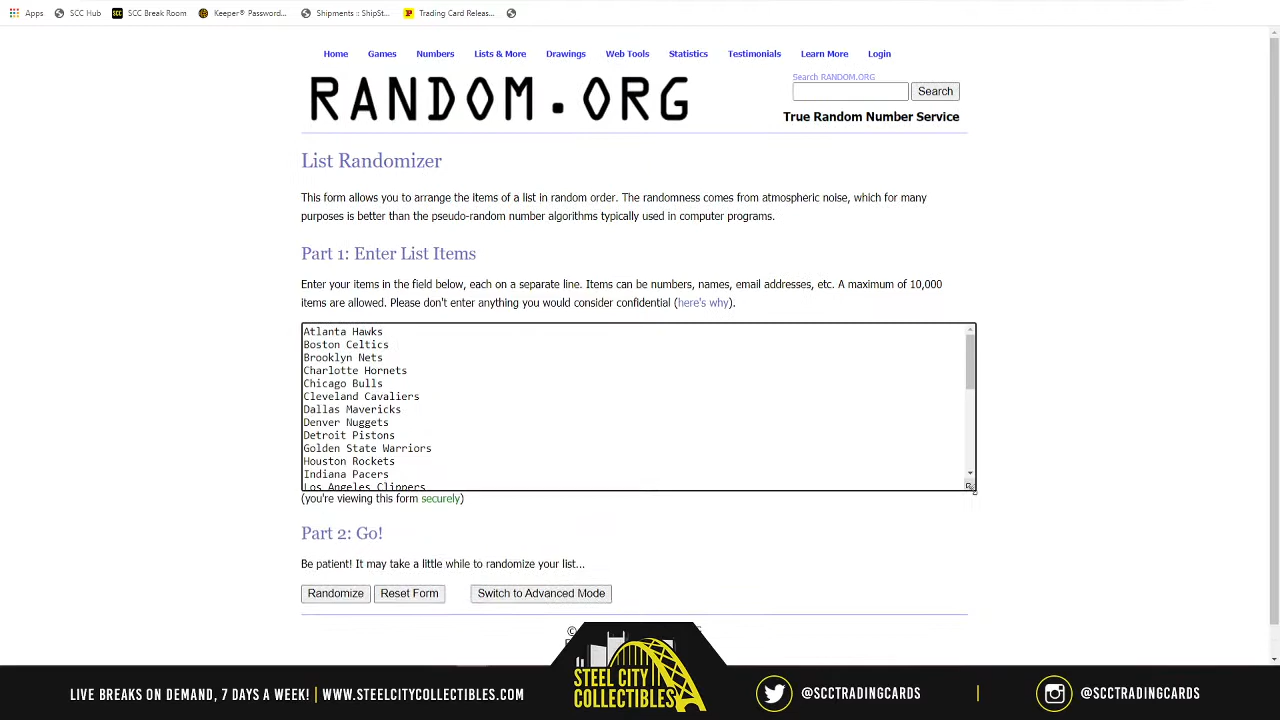 Apps SCC Hub SCC Break Room Keeper® Password... Shipments ::: ShipSt... Trading Card Releas...
Home Games Numbers Lists & More Drawings Web Tools Statistics Testimonials Learn More Login
RANDOM.ORG
Search RANDOM.ORG
Search
True Random Number Service
List Randomizer
This form allows you to arrange the items of a list in random order. The randomness comes from atmospheric noise, which for many
purposes is better than the pseudo-random number algorithms typically used in computer programs.
Part 1: Enter List Items
Enter your items in the field below, each on a separate line. Items can be numbers, names, email addresses, etc. A maximum of 10,000
items are allowed. Please don't enter anything you would consider confidential (here's why).
Atlanta Hawks
Boston Celtics
Brooklyn Nets
Charlotte Hornets
Chicago Bulls
Cleveland Cavaliers
Dallas Mavericks
Denver Nuggets
Detroit Pistons
Golden State Warriors
Houston Rockets
Indiana Pacers
Los Angeles Clippers
(you're viewing this form securely)
Part 2: Go!
Be patient! It may take a little while to randomize your list...
Randomize Reset Form Switch to Advanced Mode
©
LIVE BREAKS ON DEMAND, 7 DAYS A WEEK! | WWW.STEELCITYCOLLECTIBLES.COM
STEEL CITY
COLLECTIBLES
@SCCTRADINGCARDS | @SCCTRADINGCARDS